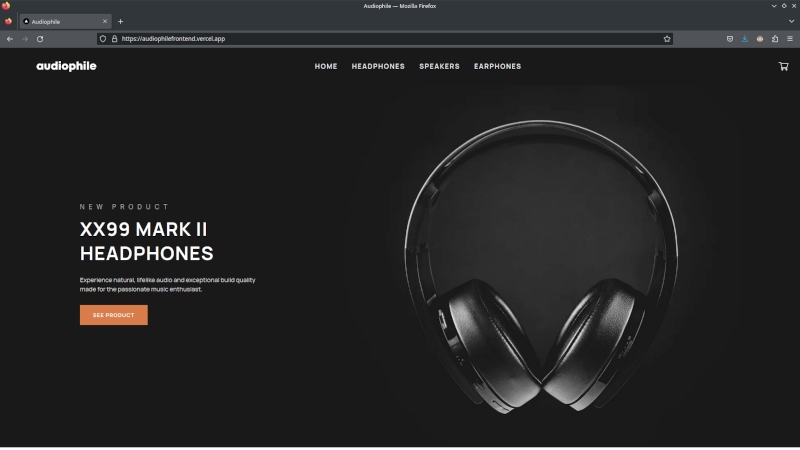 Audiophile — Mozilla Firefox
Audiophile
https://audiophilefrontend.vercel.app
audiophile
HOME HEADPHONES SPEAKERS EARPHONES
NEW PRODUCT
XX99 MARK II
HEADPHONES
Experience natural, lifelike audio and exceptional build quality
made for the passionate music enthusiast.
SEE PRODUCT